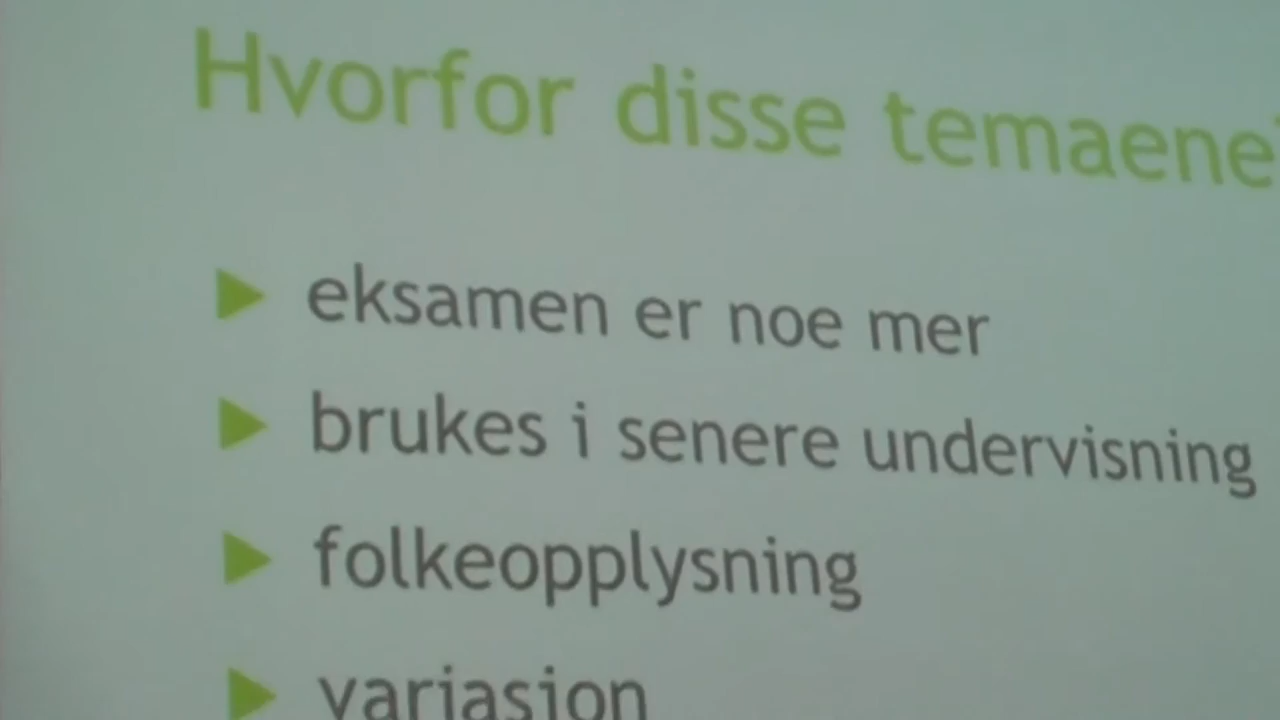 Hvorfor disse temaene?
eksamen er noe mer
brukes i senere undervisning
folkeopplysning
variasjon